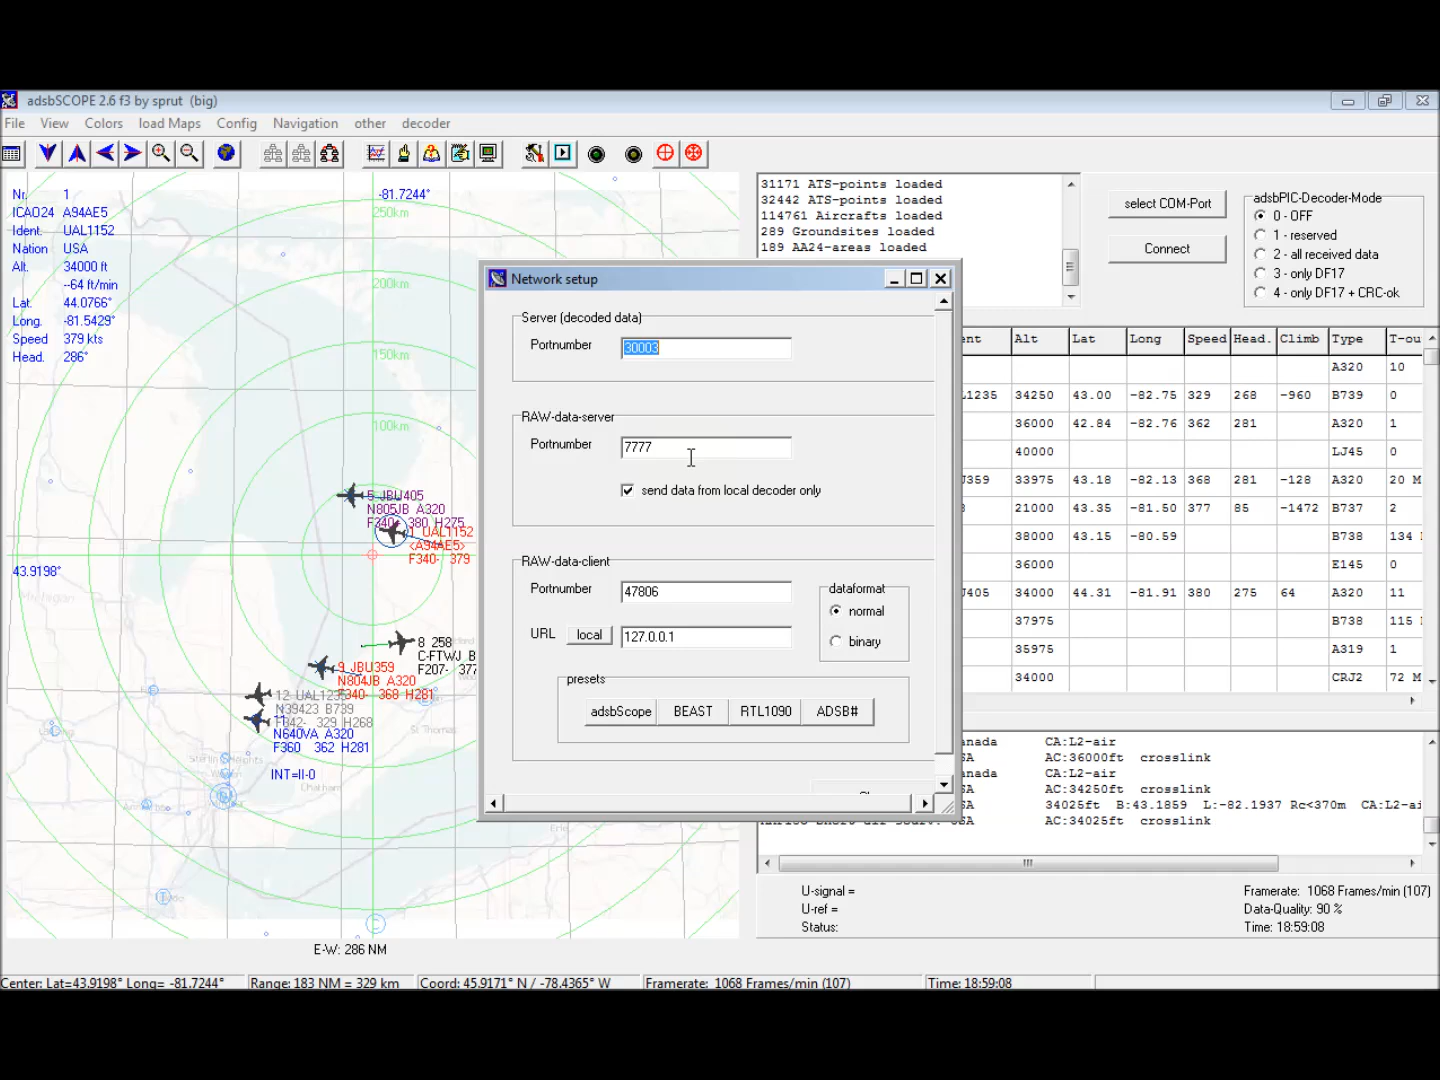 adsbSCOPE 2.6 f3 by sprut (big)
File View Colors load Maps Config Navigation other decoder
Nr. 1
ICAO24 A94AE5
Ident. UAL1152
Nation USA
Alt. 34000 ft
--64 ft/min
Lat. 44.0766°
Long. -81.5429°
Speed 379 kts
Head. 286°
-81.7244°
250km
200km
150km
100km
43.9198°
5 JBU405
N805JB A320
F340- 380 H275
1 UAL1152
<A94AE5>
F340- 379
8 258
C-FTWJ B
F207- 377
9 JBU359
N804JB A320
F340- 368 H281
12 UAL1235
N39423 B739
F342- 329 H268
N640VA A320
F360 362 H281
INT=II-0
E-W: 286 NM
31171 ATS-points loaded
32442 ATS-points loaded
114761 Aircrafts loaded
289 Groundsites loaded
189 AA24-areas loaded
select COM-Port
Connect
adsbPIC-Decoder-Mode
0 - OFF
1 - reserved
2 - all received data
3 - only DF17
4 - only DF17 + CRC-ok
Network setup
Server (decoded data)
Portnumber 30003
RAW-data-server
Portnumber 7777
send data from local decoder only
RAW-data-client
Portnumber 47806
URL local 127.0.0.1
dataformat
normal
binary
presets
adsbScope BEAST RTL1090 ADSB#
ent Alt Lat Long Speed Head. Climb Type T-ou
A320 10
L1235 34250 43.00 -82.75 329 268 -960 B739 0
36000 42.84 -82.76 362 281 A320 1
40000 LJ45 0
J359 33975 43.18 -82.13 368 281 -128 A320 20 M
8 21000 43.35 -81.50 377 85 -1472 B737 2
38000 43.15 -80.59 B738 134
36000 E145 0
J405 34000 44.31 -81.91 380 275 64 A320 11
37975 B738 115
35975 A319 1
34000 CRJ2 72 M
anada CA:L2-air
SA AC:36000ft crosslink
anada CA:L2-air
SA AC:34250ft crosslink
SA 34025ft B:43.1859 L:-82.1937 Rc<370m CA:L2-ai
SA AC:34025ft crosslink
U-signal =
U-ref =
Status:
Framerate: 1068 Frames/min (107)
Data-Quality: 90 %
Time: 18:59:08
Center: Lat=43.9198° Long= -81.7244° Range: 183 NM = 329 km Coord: 45.9171° N / -78.4365° W Framerate: 1068 Frames/min (107) Time: 18:59:08